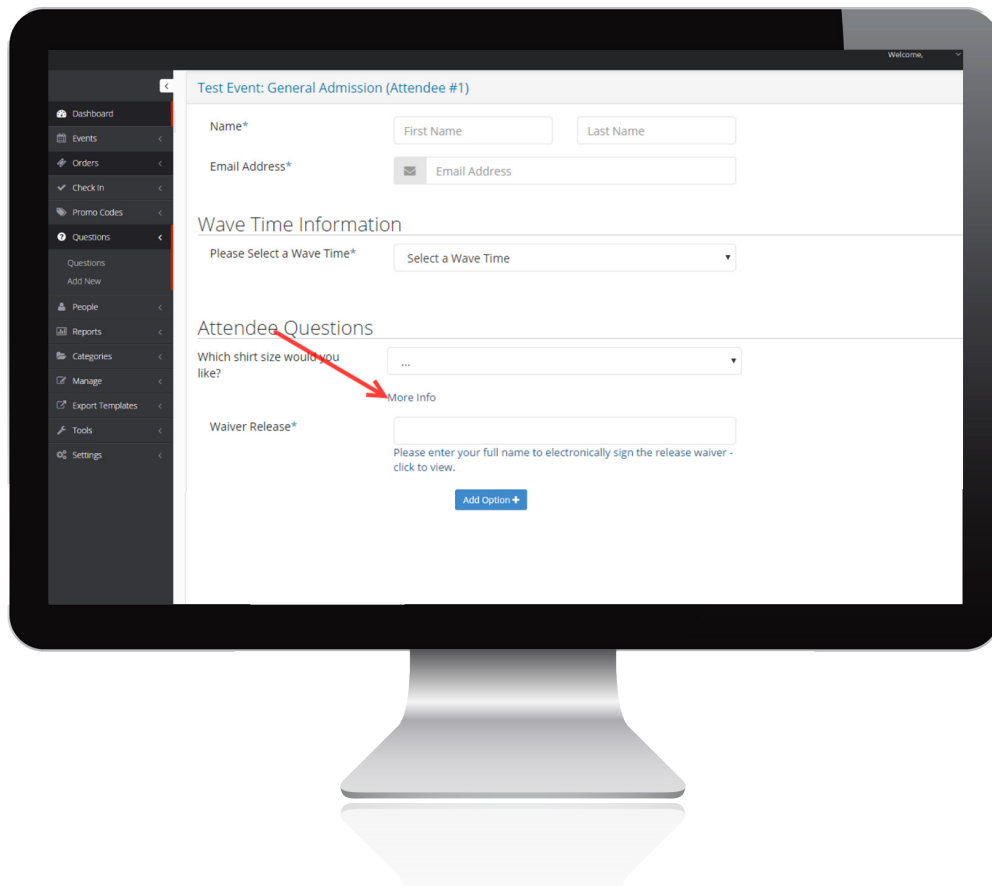 Welcome,
Test Event: General Admission (Attendee #1)
Dashboard
Events
Orders
Check In
Promo Codes
Questions
Questions
Add New
People
Reports
Categories
Manage
Export Templates
Tools
Settings
Name*
First Name
Last Name
Email Address*
Email Address
Wave Time Information
Please Select a Wave Time*
Select a Wave Time
Attendee Questions
Which shirt size would you
like?
...
More Info
Waiver Release*
Please enter your full name to electronically sign the release waiver -
click to view.
Add Option +